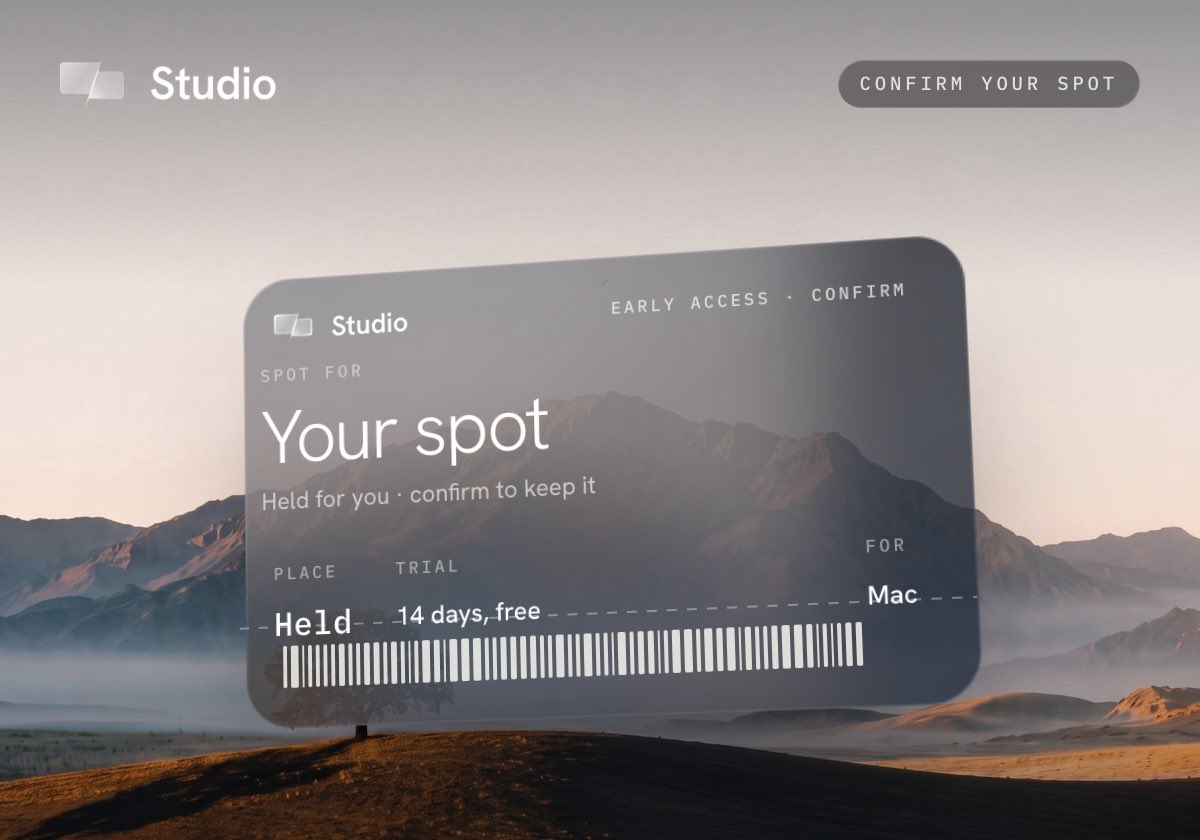 Studio
CONFIRM YOUR SPOT
Studio
EARLY ACCESS · CONFIRM
SPOT FOR
Your spot
Held for you · confirm to keep it
PLACE
TRIAL
FOR
Held
14 days, free
Mac